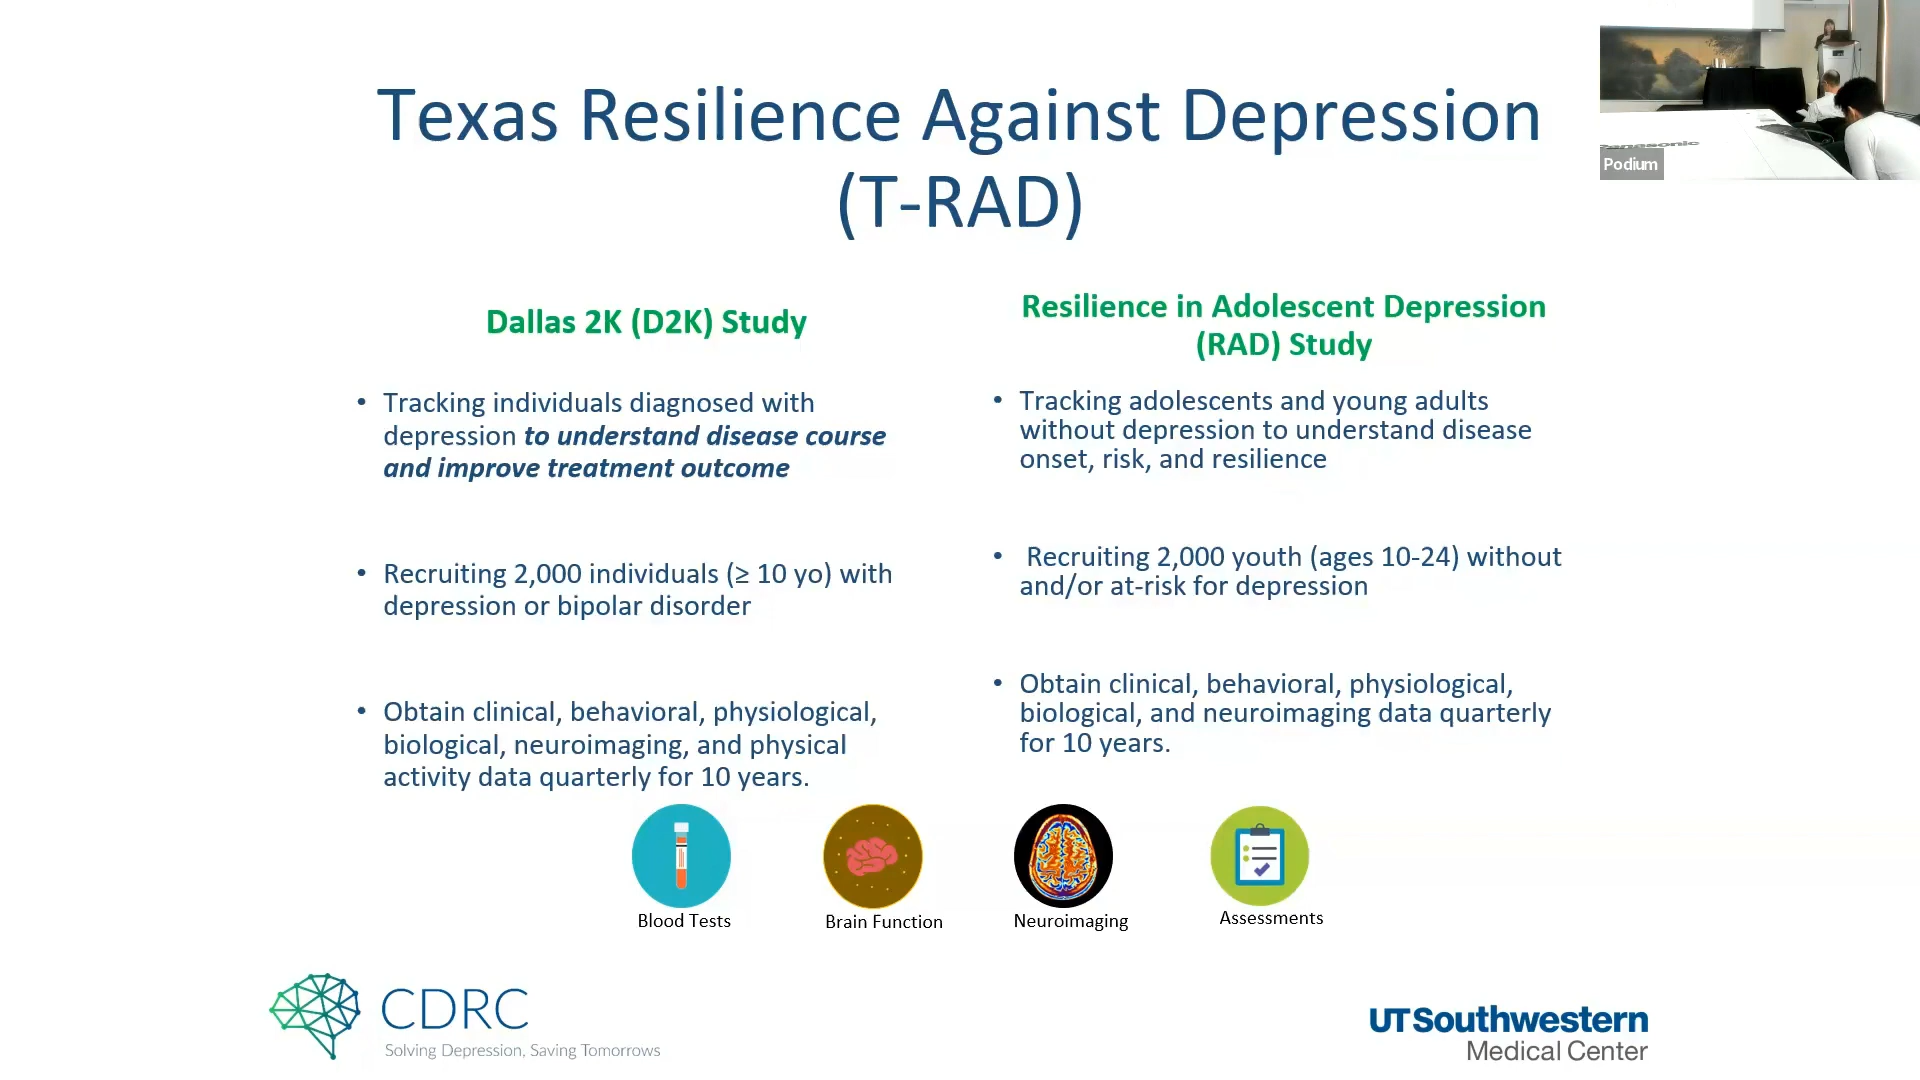 Texas Resilience Against Depression
(T-RAD)
Dallas 2K (D2K) Study
• Tracking individuals diagnosed with
depression to understand disease course
and improve treatment outcome
• Recruiting 2,000 individuals (≥ 10 yo) with
depression or bipolar disorder
• Obtain clinical, behavioral, physiological,
biological, neuroimaging, and physical
activity data quarterly for 10 years.
Resilience in Adolescent Depression
(RAD) Study
• Tracking adolescents and young adults
without depression to understand disease
onset, risk, and resilience
• Recruiting 2,000 youth (ages 10-24) without
and/or at-risk for depression
• Obtain clinical, behavioral, physiological,
biological, and neuroimaging data quarterly
for 10 years.
Blood Tests
Brain Function
Neuroimaging
Assessments
CDRC
Solving Depression, Saving Tomorrows
UTSouthwestern
Medical Center
Panasonic
Podium